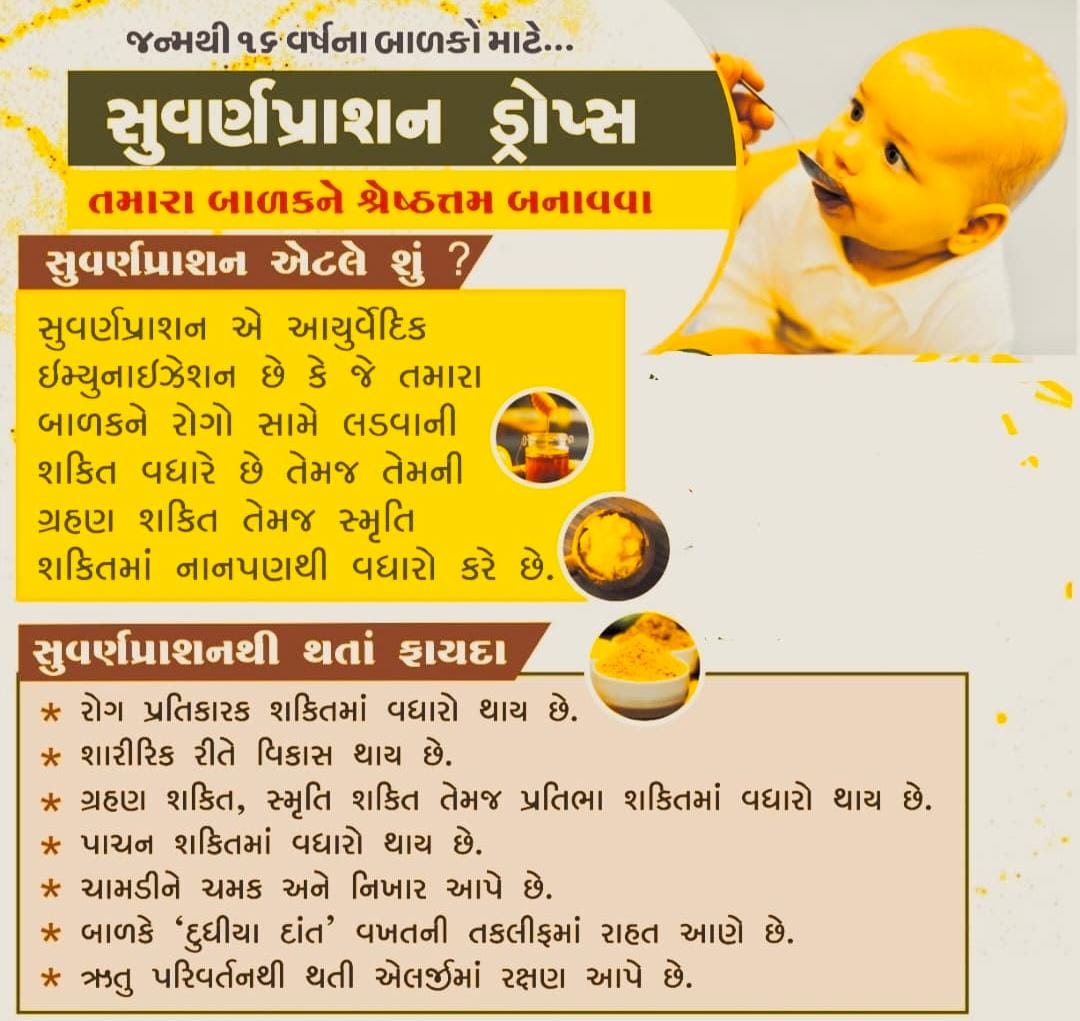 જન્મથી ૧૬ વર્ષના બાળકો માટે...
સુવર્ણપ્રાશન ડ્રોપ્સ
તમારા બાળકને શ્રેષ્ઠત્તમ બનાવવા
સુવર્ણપ્રાશન એટલે શું ?
સુવર્ણપ્રાશન એ આયુર્વેદિક
ઇમ્યુનાઇઝેશન છે કે જે તમારા
બાળકને રોગો સામે લડવાની
શકિત વધારે છે તેમજ તેમની
ગ્રહણ શકિત તેમજ સ્મૃતિ
શકિતમાં નાનપણથી વધારો કરે છે.
સુવર્ણપ્રાશનથી થતાં ફાયદા
* રોગ પ્રતિકારક શકિતમાં વધારો થાય છે.
* શારીરિક રીતે વિકાસ થાય છે.
* ગ્રહણ શકિત, સ્મૃતિ શકિત તેમજ પ્રતિભા શકિતમાં વધારો થાય છે.
* પાચન શકિતમાં વધારો થાય છે.
* ચામડીને ચમક અને નિખાર આપે છે.
* બાળકે ‘દુધીયા દાંત’ વખતની તકલીફમાં રાહત આણે છે.
* ઋતુ પરિવર્તનથી થતી એલર્જીમાં રક્ષણ આપે છે.